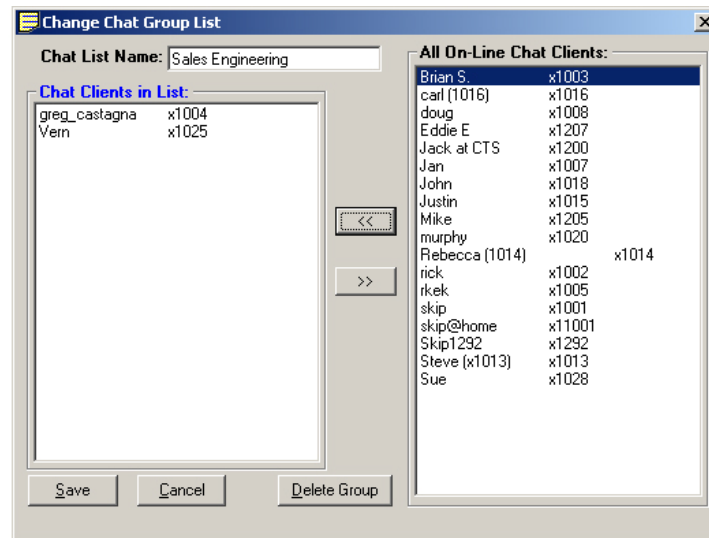 Change Chat Group List
Chat List Name: Sales Engineering
Chat Clients in List:
greg_castagna x1004
Vern x1025
<<
>>
Save Cancel Delete Group
All On-Line Chat Clients:
Brian S. x1003
carl (1016) x1016
doug x1008
Eddie E x1207
Jack at CTS x1200
Jan x1007
John x1018
Justin x1015
Mike x1205
murphy x1020
Rebecca (1014) x1014
rick x1002
rkek x1005
skip x1001
skip@home x11001
Skip1292 x1292
Steve (x1013) x1013
Sue x1028